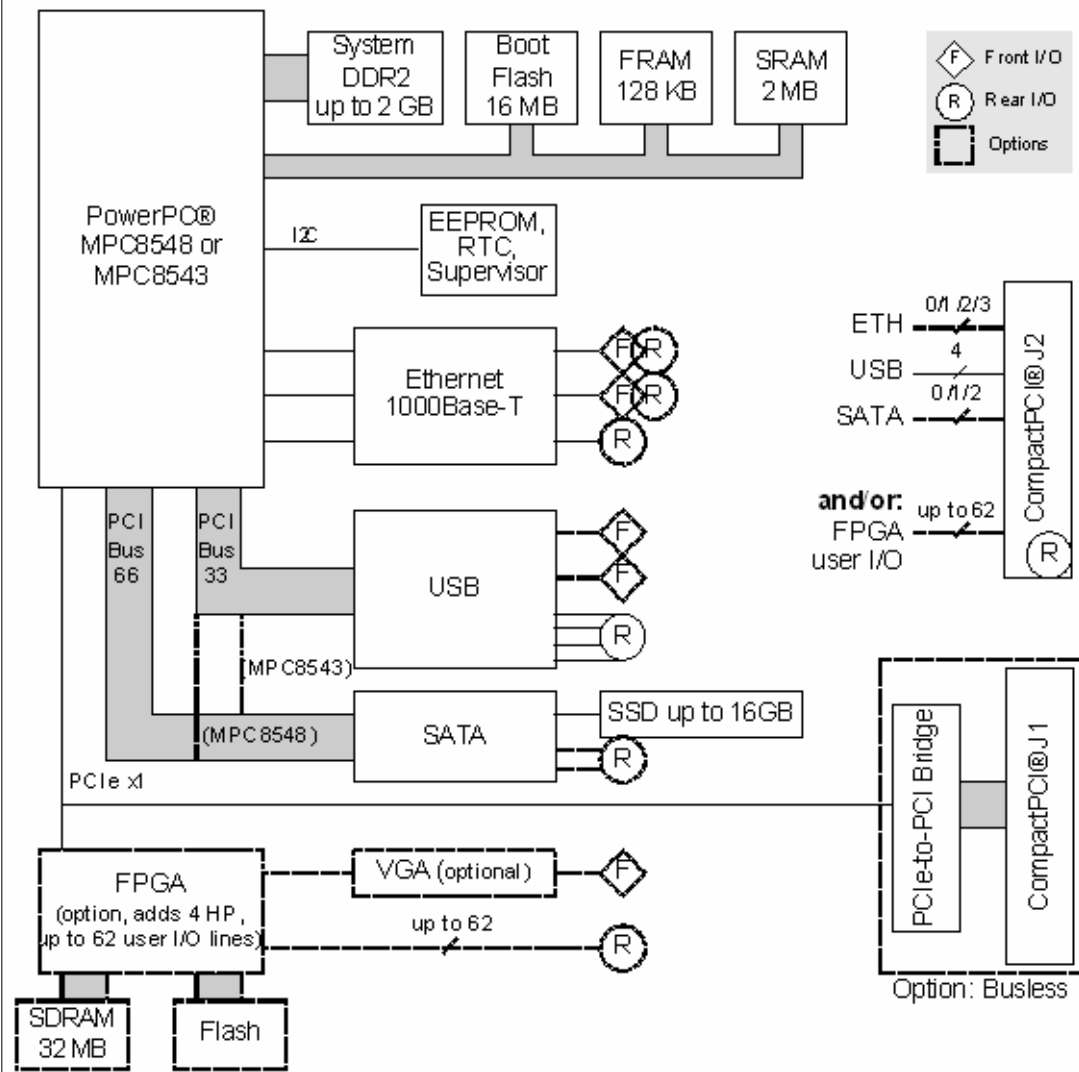 System
DDR2
up to 2 GB
Boot
Flash
16 MB
FRAM
128 KB
SRAM
2 MB
F
Front I/O
R
Rear I/O
Options
PowerPC®
MPC8548 or
MPC8543
I2C
EEPROM,
RTC,
Supervisor
Ethernet
1000Base-T
F
R
F
R
R
ETH
0/1/2/3
USB
4
SATA
0/1/2
and/or:
FPGA
user I/O
up to 62
CompactPCI® J2
R
PCI
Bus
66
PCI
Bus
33
USB
F
F
R
(MPC8543)
(MPC8548)
SATA
SSD up to 16GB
R
PCIe x1
PCIe-to-PCI Bridge
CompactPCI® J1
Option: Busless
FPGA
(option, adds 4 HP,
up to 62 user I/O lines)
VGA (optional)
F
up to 62
R
SDRAM
32 MB
Flash